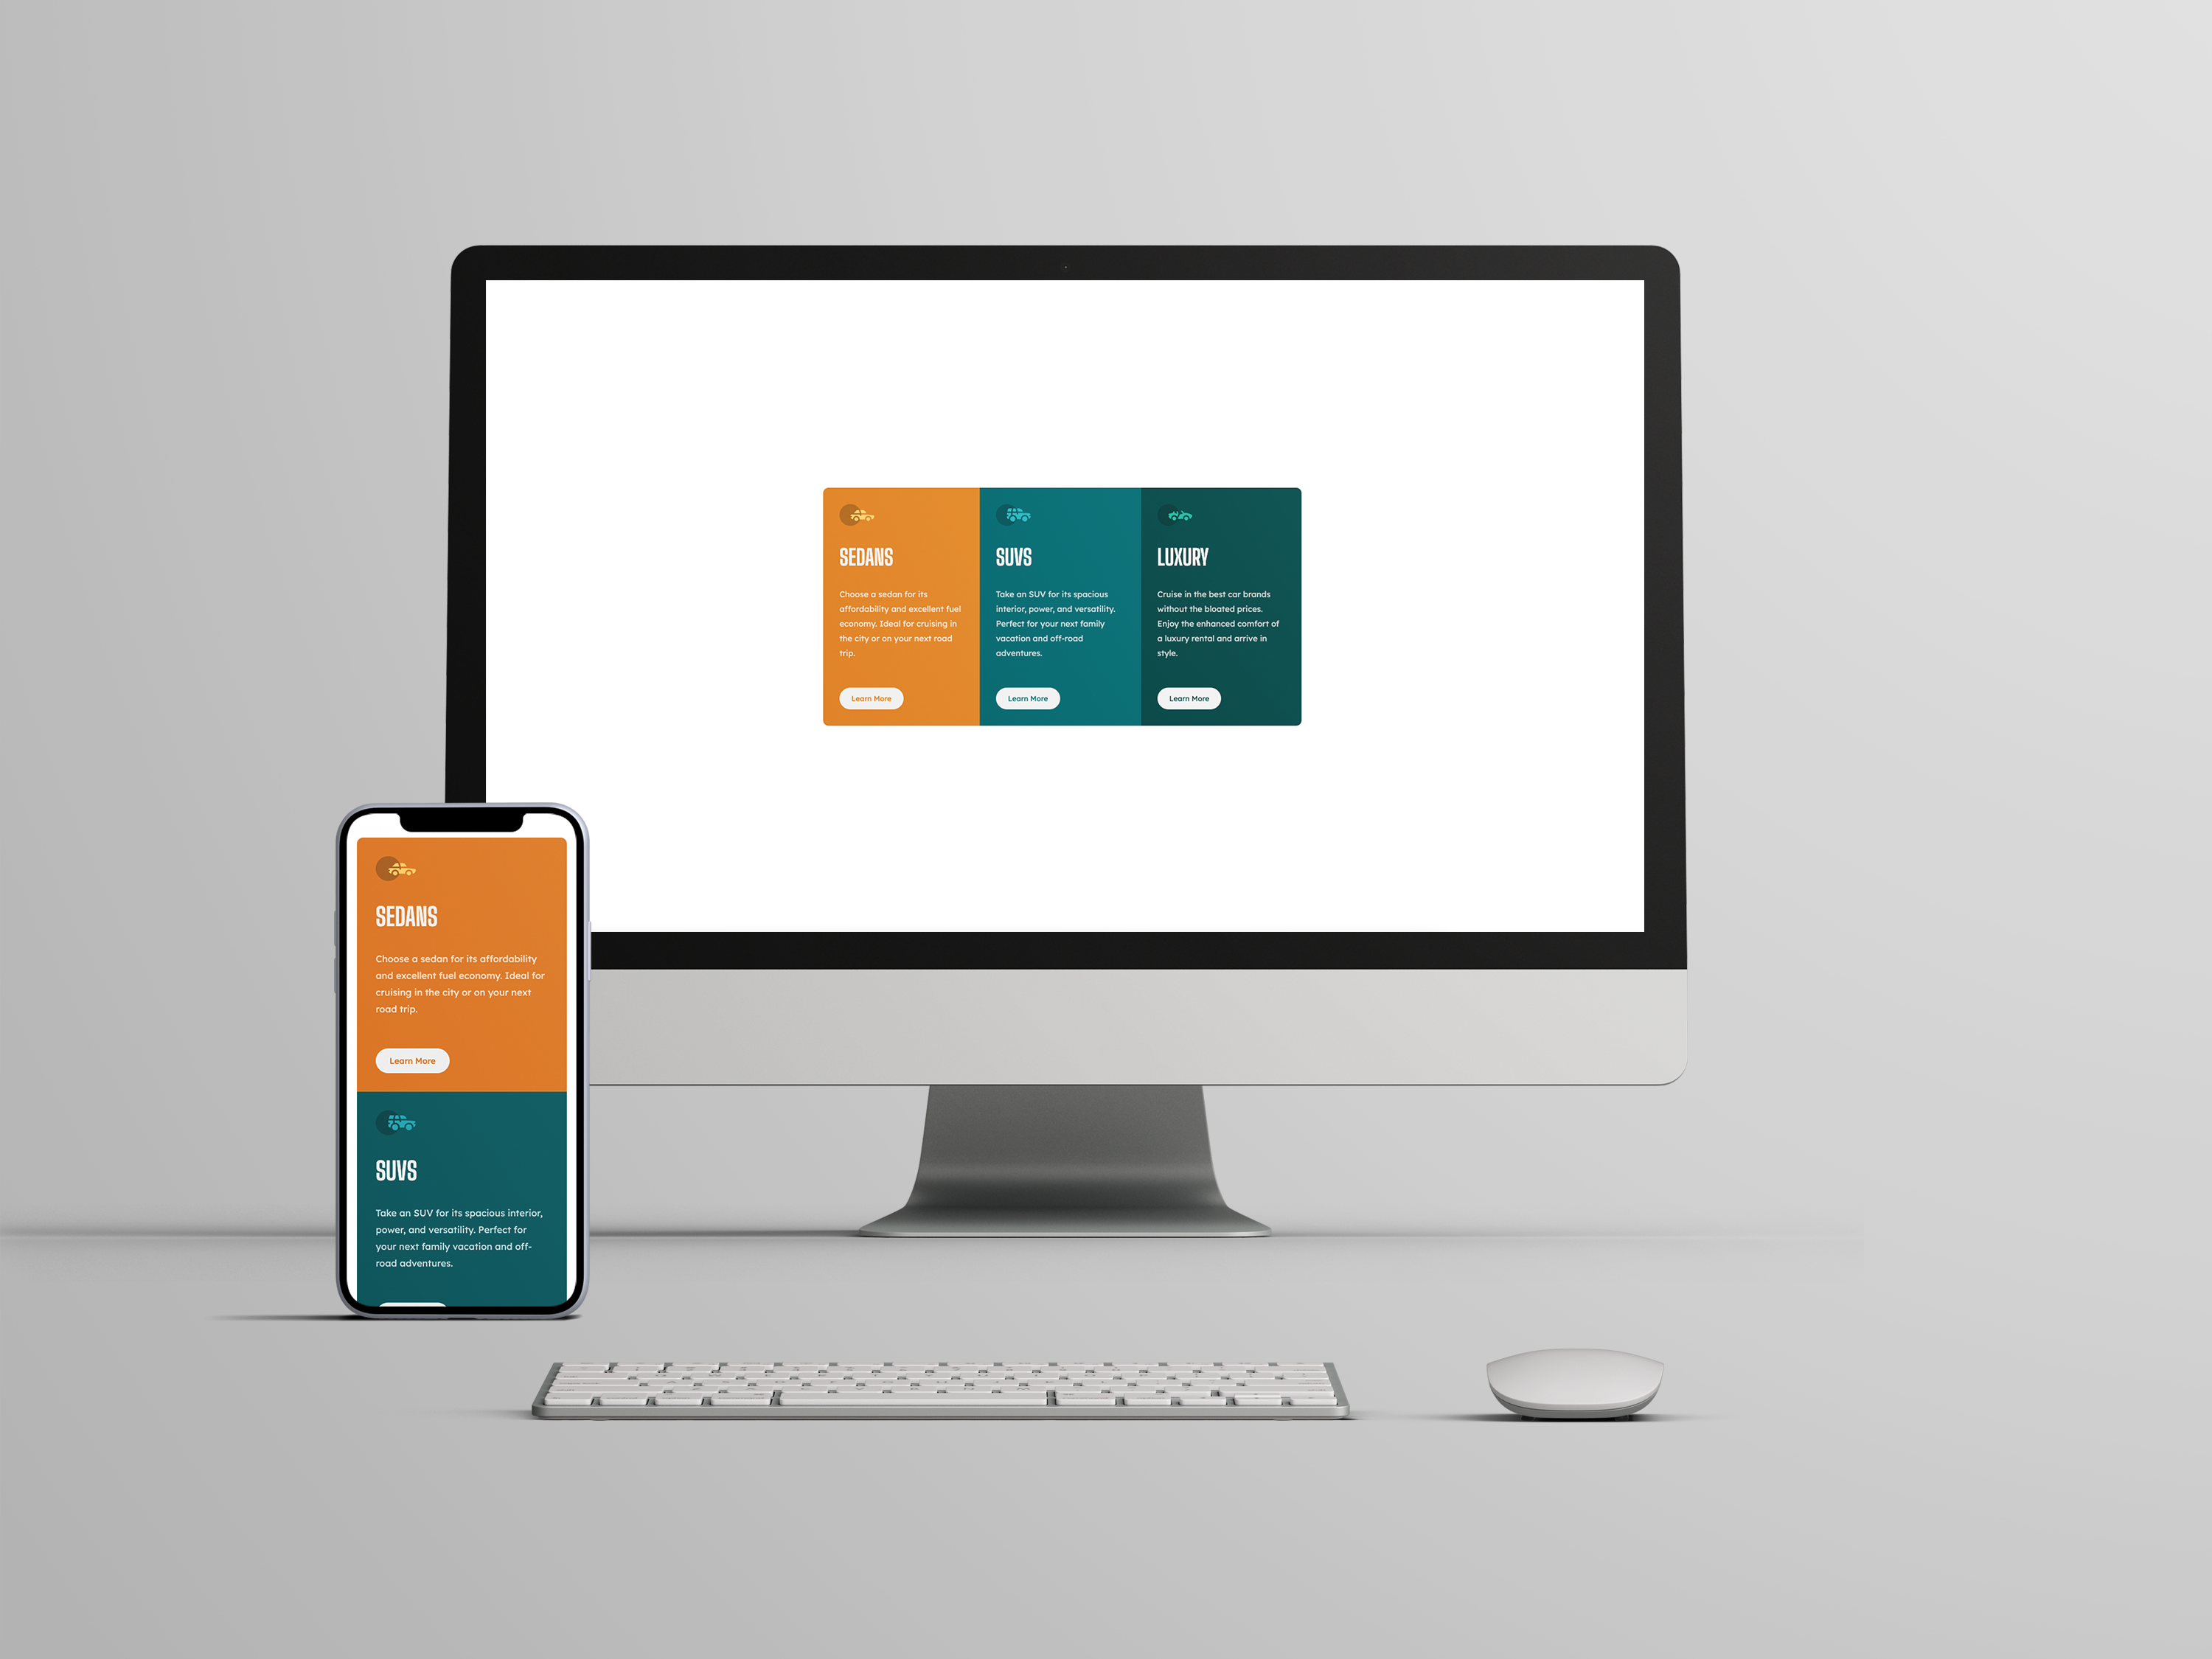 SEDANS
Choose a sedan for its
affordability and excellent fuel
economy. Ideal for cruising in
the city or on your next road
trip.
Learn More
SUVS
Take an SUV for its spacious
interior, power, and versatility.
Perfect for your next family
vacation and off-road
adventures.
Learn More
LUXURY
Cruise in the best car brands
without the bloated prices.
Enjoy the enhanced comfort of
a luxury rental and arrive in
style.
Learn More
SEDANS
Choose a sedan for its affordability
and excellent fuel economy. Ideal for
cruising in the city or on your next
road trip.
Learn More
SUVS
Take an SUV for its spacious interior,
power, and versatility. Perfect for
your next family vacation and off-
road adventures.